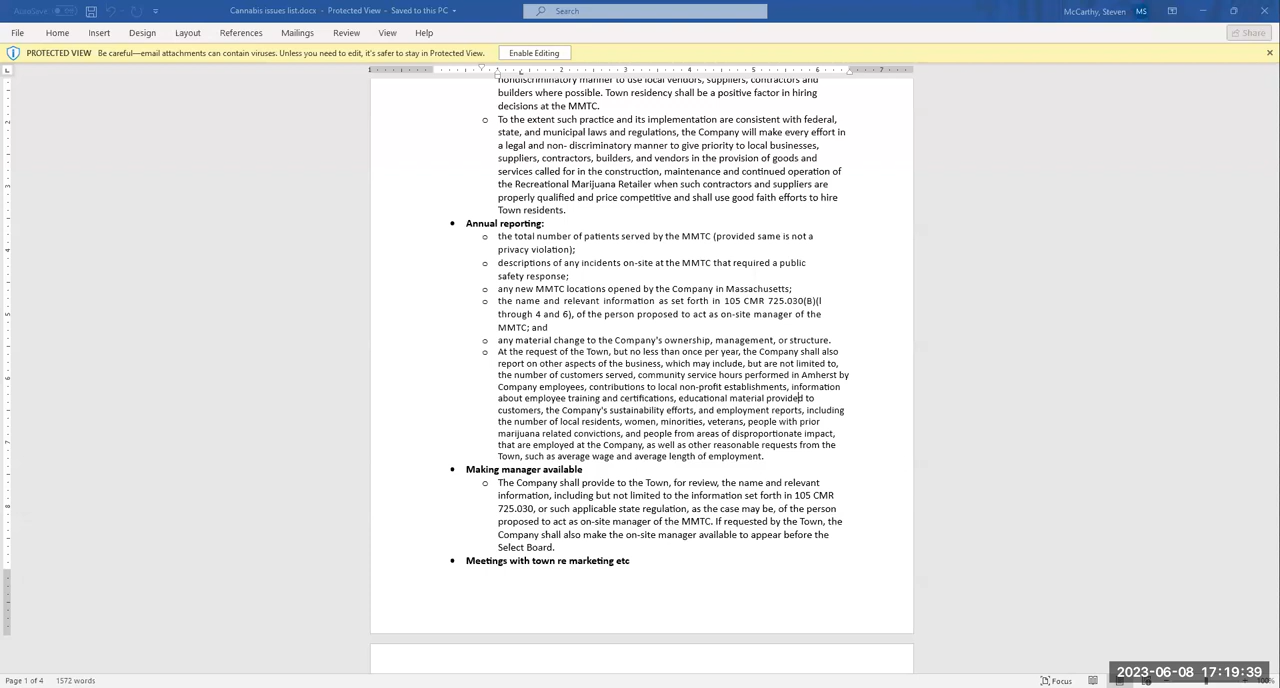 AutoSave Off Cannabis issues list.docx - Protected View - Saved to this PC Search McCarthy, Steven MS
File Home Insert Design Layout References Mailings Review View Help Share
PROTECTED VIEW Be careful—email attachments can contain viruses. Unless you need to edit, it's safer to stay in Protected View. Enable Editing
1 1 2 3 4 5 6 7
nondiscriminatory manner to use local vendors, suppliers, contractors and
builders where possible. Town residency shall be a positive factor in hiring
decisions at the MMTC.
o To the extent such practice and its implementation are consistent with federal,
state, and municipal laws and regulations, the Company will make every effort in
a legal and non- discriminatory manner to give priority to local businesses,
suppliers, contractors, builders, and vendors in the provision of goods and
services called for in the construction, maintenance and continued operation of
the Recreational Marijuana Retailer when such contractors and suppliers are
properly qualified and price competitive and shall use good faith efforts to hire
Town residents.
• Annual reporting:
o the total number of patients served by the MMTC (provided same is not a
privacy violation);
o descriptions of any incidents on-site at the MMTC that required a public
safety response;
o any new MMTC locations opened by the Company in Massachusetts;
o the name and relevant information as set forth in 105 CMR 725.030(B)(l
through 4 and 6), of the person proposed to act as on-site manager of the
MMTC; and
o any material change to the Company's ownership, management, or structure.
o At the request of the Town, but no less than once per year, the Company shall also
report on other aspects of the business, which may include, but are not limited to,
the number of customers served, community service hours performed in Amherst by
Company employees, contributions to local non-profit establishments, information
about employee training and certifications, educational material provided to
customers, the Company's sustainability efforts, and employment reports, including
the number of local residents, women, minorities, veterans, people with prior
marijuana related convictions, and people from areas of disproportionate impact,
that are employed at the Company, as well as other reasonable requests from the
Town, such as average wage and average length of employment.
• Making manager available
o The Company shall provide to the Town, for review, the name and relevant
information, including but not limited to the information set forth in 105 CMR
725.030, or such applicable state regulation, as the case may be, of the person
proposed to act as on-site manager of the MMTC. If requested by the Town, the
Company shall also make the on-site manager available to appear before the
Select Board.
• Meetings with town re marketing etc
2023-06-08 17:19:39
Page 1 of 4 1572 words Focus 100%